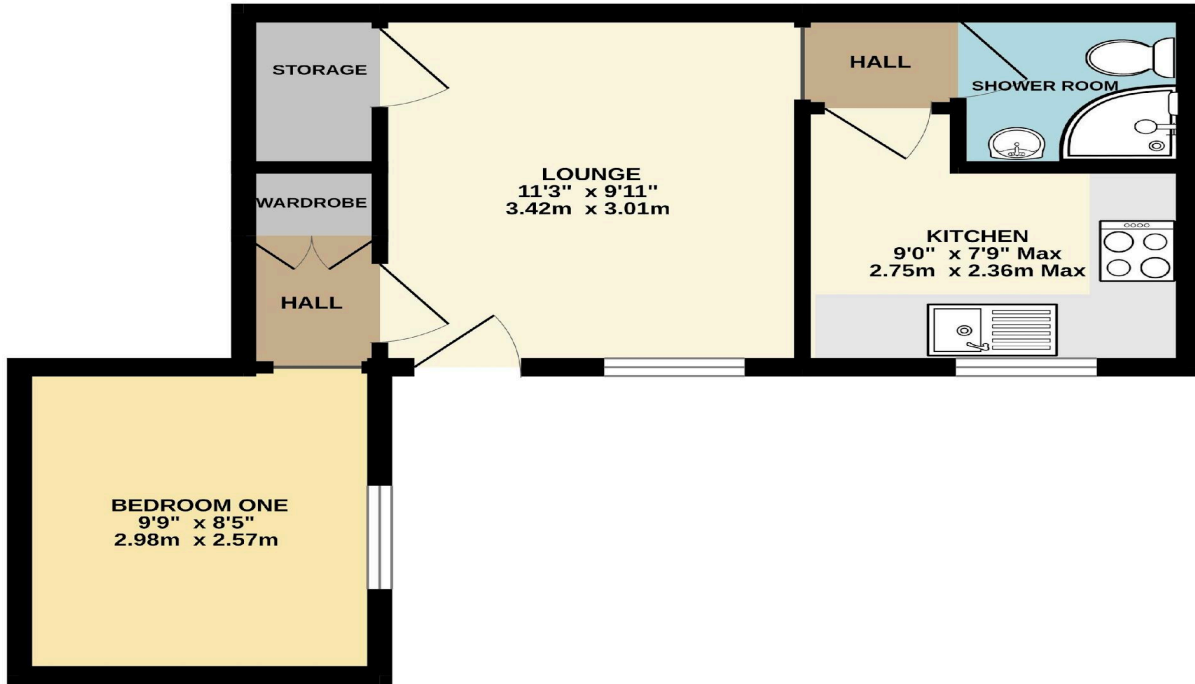 STORAGE
HALL
SHOWER ROOM
LOUNGE
11'3" x 9'11"
3.42m x 3.01m
WARDROBE
KITCHEN
9'0" x 7'9" Max
2.75m x 2.36m Max
HALL
BEDROOM ONE
9'9" x 8'5"
2.98m x 2.57m